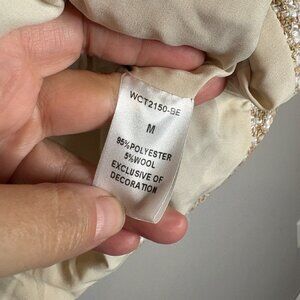 WCT2150-BE
M
95%POLYESTER
5%WOOL
EXCLUSIVE OF
DECORATION